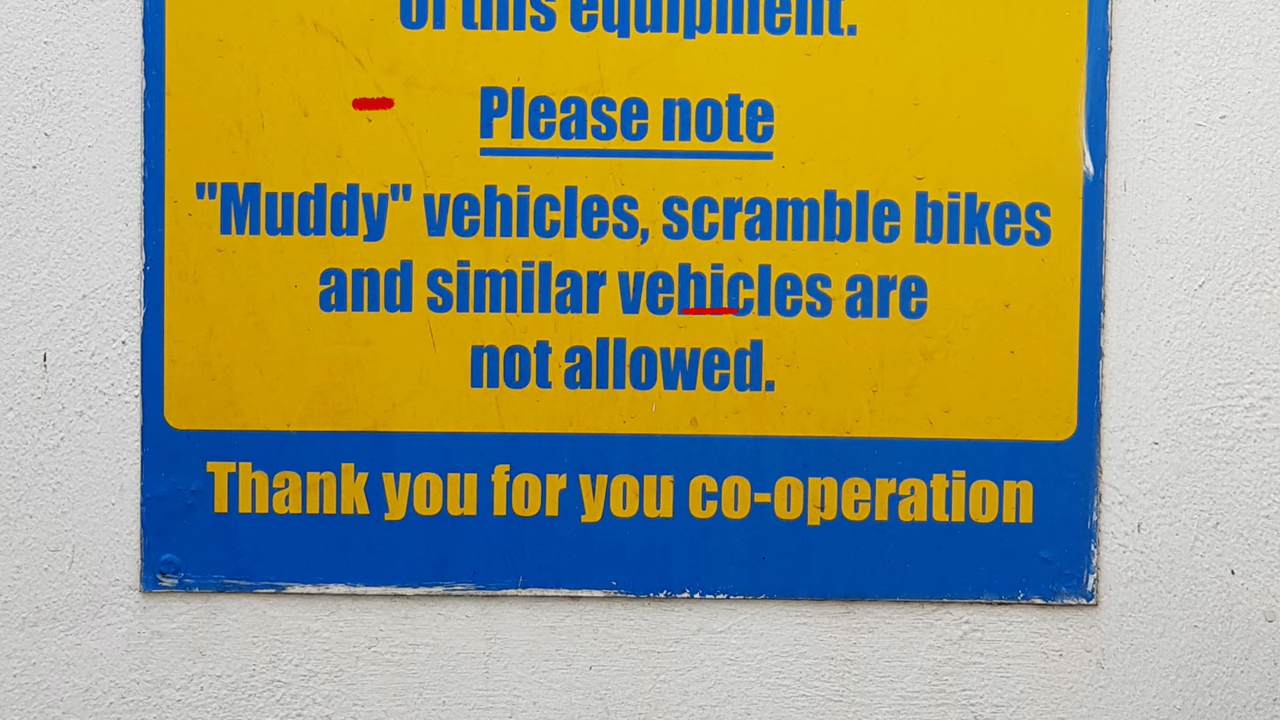 of this equipment.
Please note
"Muddy" vehicles, scramble bikes
and similar vehicles are
not allowed.
Thank you for you co-operation